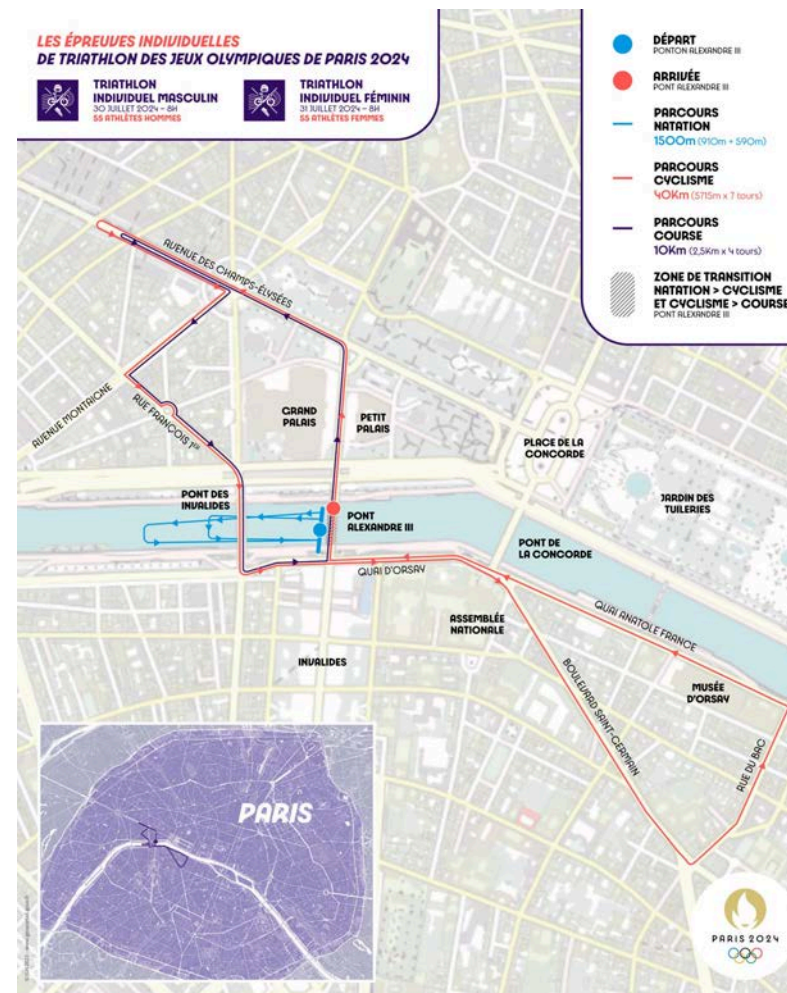 LES ÉPREUVES INDIVIDUELLES
DE TRIATHLON DES JEUX OLYMPIQUES DE PARIS 2024
TRIATHLON
INDIVIDUEL MASCULIN
30 JUILLET 2024 – 8H
55 ATHLÈTES HOMMES
TRIATHLON
INDIVIDUEL FÉMININ
31 JUILLET 2024 – 8H
55 ATHLÈTES FEMMES
DÉPART
PONTON ALEXANDRE III
ARRIVÉE
PONT ALEXANDRE III
PARCOURS
NATATION
1500m (910m + 590m)
PARCOURS
CYCLISME
40Km (5715m x 7 tours)
PARCOURS
COURSE
10Km (2,5Km x 4 tours)
ZONE DE TRANSITION
NATATION > CYCLISME
ET CYCLISME > COURSE
PONT ALEXANDRE III
AVENUE DES CHAMPS-ÉLYSÉES
AVENUE MONTAIGNE
RUE FRANÇOIS 1ER
GRAND
PALAIS
PETIT
PALAIS
PLACE DE LA
CONCORDE
JARDIN DES
TUILERIES
PONT DES
INVALIDES
PONT
ALEXANDRE III
PONT DE
LA CONCORDE
QUAI D'ORSAY
QUAI ANATOLE FRANCE
ASSEMBLÉE
NATIONALE
INVALIDES
BOULEVARD SAINT-GERMAIN
MUSÉE
D'ORSAY
RUE DU BAC
PARIS
PARIS 2024